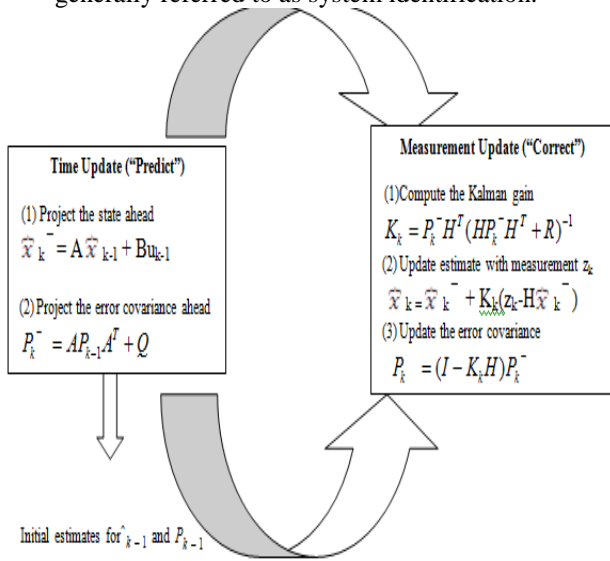 generally referred to as system identification.
Time Update ("Predict")
(1) Project the state ahead
x̂ₖ⁻ = A x̂ₖ₋₁ + Buₖ₋₁
(2) Project the error covariance ahead
Pₖ⁻ = APₖ₋₁Aᵀ + Q
Measurement Update ("Correct")
(1)Compute the Kalman gain
Kₖ = Pₖ⁻Hᵀ(HPₖ⁻Hᵀ + R)⁻¹
(2) Update estimate with measurement zₖ
x̂ₖ = x̂ₖ⁻ + Kₖ(zₖ-Hx̂ₖ⁻)
(3) Update the error covariance
Pₖ = (I − KₖH)Pₖ⁻
Initial estimates for ˆₖ₋₁ and Pₖ₋₁